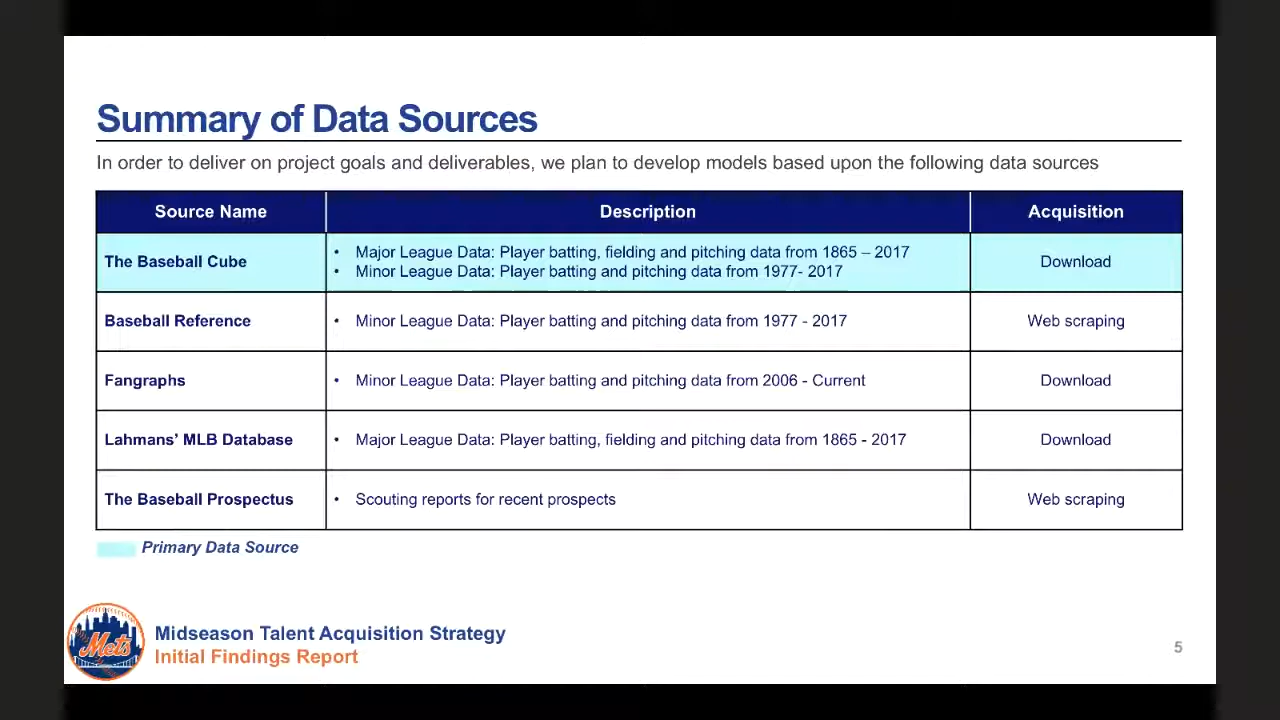 Summary of Data Sources
In order to deliver on project goals and deliverables, we plan to develop models based upon the following data sources
Source Name Description Acquisition
The Baseball Cube
• Major League Data: Player batting, fielding and pitching data from 1865 – 2017
• Minor League Data: Player batting and pitching data from 1977- 2017
Download
Baseball Reference • Minor League Data: Player batting and pitching data from 1977 - 2017 Web scraping
Fangraphs • Minor League Data: Player batting and pitching data from 2006 - Current Download
Lahmans’ MLB Database • Major League Data: Player batting, fielding and pitching data from 1865 - 2017 Download
The Baseball Prospectus • Scouting reports for recent prospects Web scraping
Primary Data Source
Mets
Midseason Talent Acquisition Strategy
Initial Findings Report
5